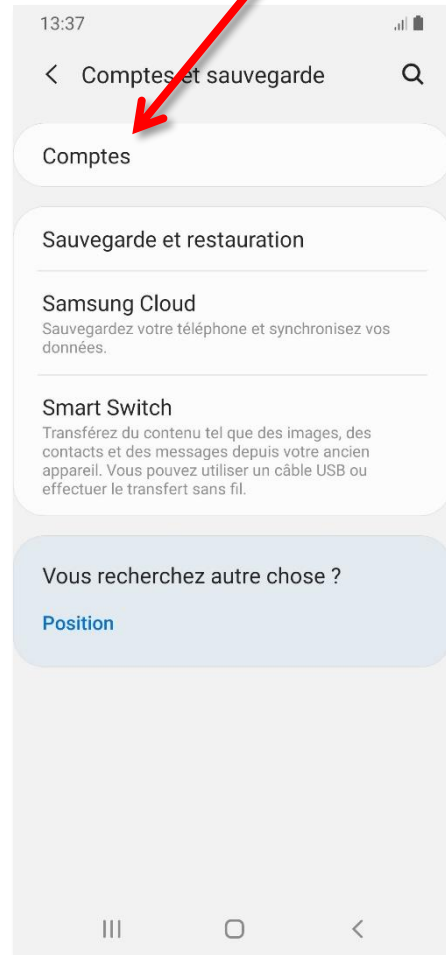 13:37
Comptes et sauvegarde
Comptes
Sauvegarde et restauration
Samsung Cloud
Sauvegardez votre téléphone et synchronisez vos
données.
Smart Switch
Transférez du contenu tel que des images, des
contacts et des messages depuis votre ancien
appareil. Vous pouvez utiliser un câble USB ou
effectuer le transfert sans fil.
Vous recherchez autre chose ?
Position